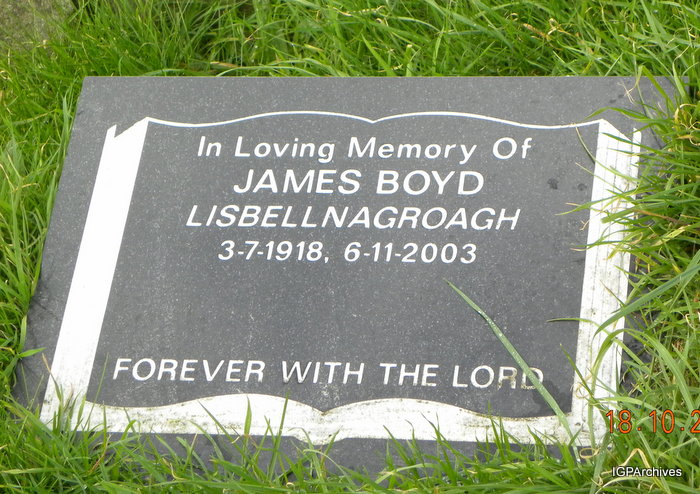 In Loving Memory Of
JAMES BOYD
LISBELLNAGROAGH
3-7-1918, 6-11-2003
FOREVER WITH THE LORD
18.10.2
IGPArchives